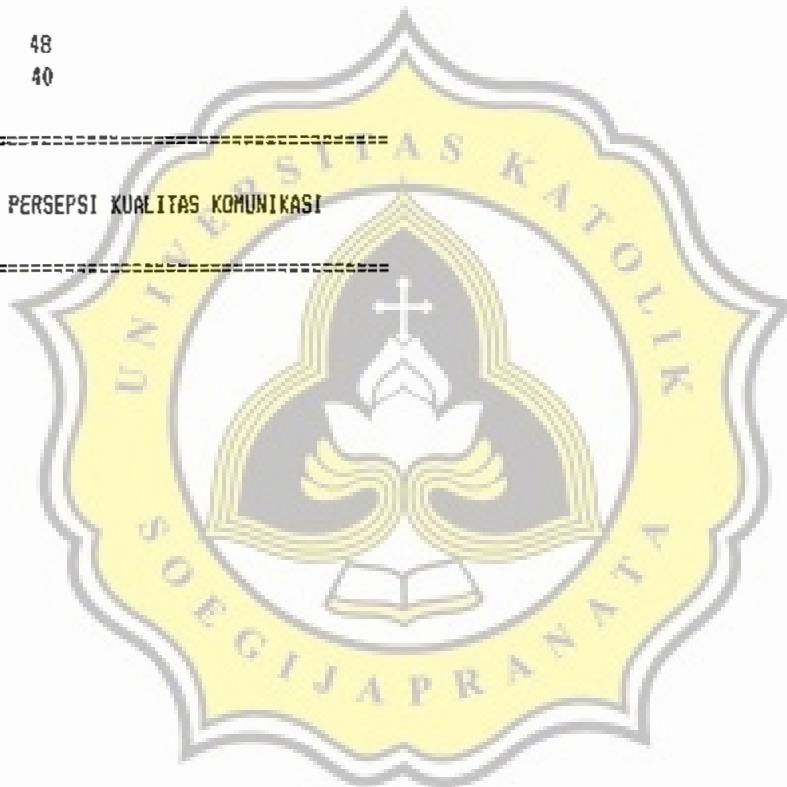 48
40
PERSEPSI KUALITAS KOMUNIKASI
UNIVERSITAS KATOLIK
SOEGIJAPRANATA